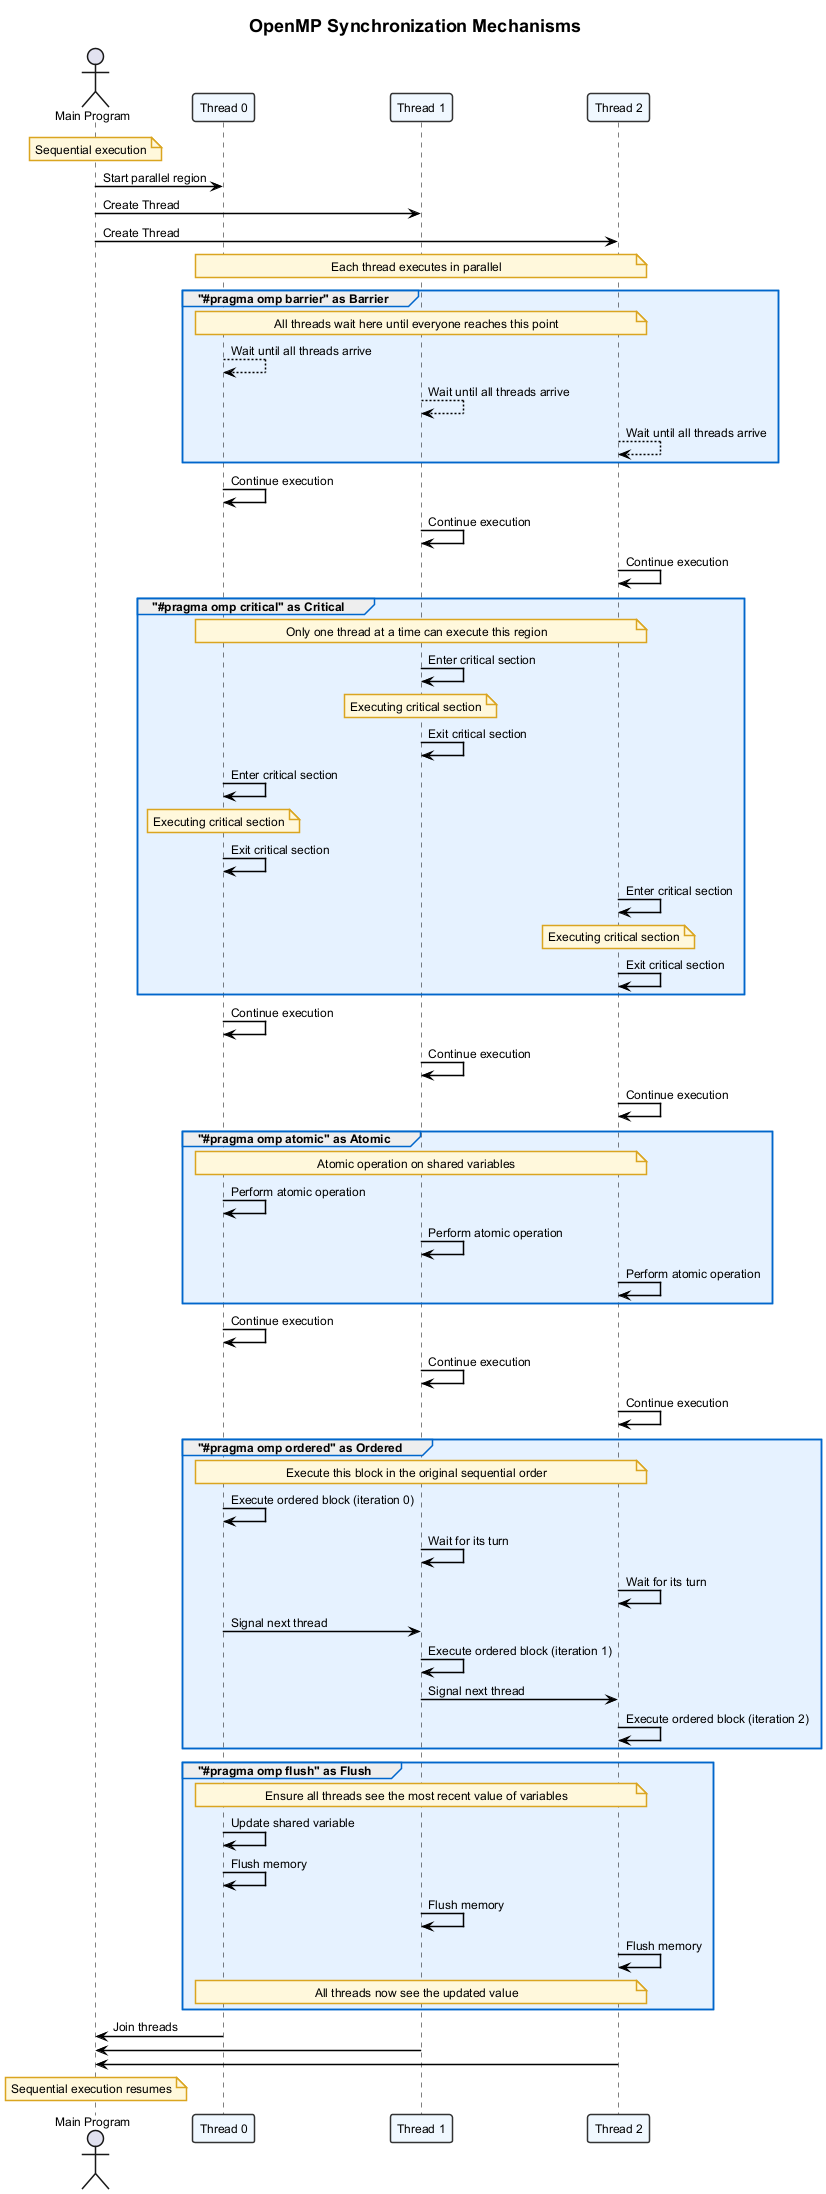 OpenMP Synchronization Mechanisms
Main Program
Thread 0
Thread 1
Thread 2
Sequential execution
Start parallel region
Create Thread
Create Thread
Each thread executes in parallel
"#pragma omp barrier" as Barrier
All threads wait here until everyone reaches this point
Wait until all threads arrive
Wait until all threads arrive
Wait until all threads arrive
Continue execution
Continue execution
Continue execution
"#pragma omp critical" as Critical
Only one thread at a time can execute this region
Enter critical section
Executing critical section
Exit critical section
Enter critical section
Executing critical section
Exit critical section
Enter critical section
Executing critical section
Exit critical section
Continue execution
Continue execution
Continue execution
"#pragma omp atomic" as Atomic
Atomic operation on shared variables
Perform atomic operation
Perform atomic operation
Perform atomic operation
Continue execution
Continue execution
Continue execution
"#pragma omp ordered" as Ordered
Execute this block in the original sequential order
Execute ordered block (iteration 0)
Wait for its turn
Wait for its turn
Signal next thread
Execute ordered block (iteration 1)
Signal next thread
Execute ordered block (iteration 2)
"#pragma omp flush" as Flush
Ensure all threads see the most recent value of variables
Update shared variable
Flush memory
Flush memory
Flush memory
All threads now see the updated value
Join threads
Sequential execution resumes
Main Program
Thread 0
Thread 1
Thread 2